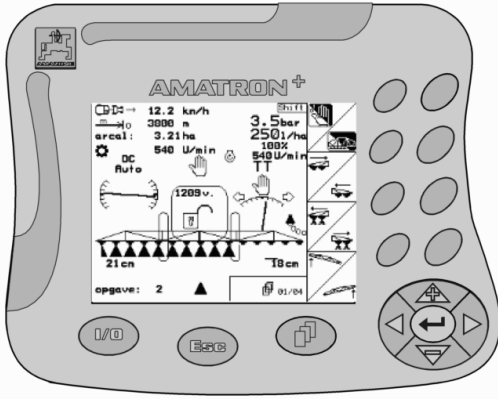 AMATRON+
12.2 km/h
Shift
3000 m
3.5bar
areal: 3.21ha
250l/ha
100%
540 U/min
540U/min
DC
Auto
TT
1209v.
21cm
18cm
opgave: 2
01/04
I/O
Esc